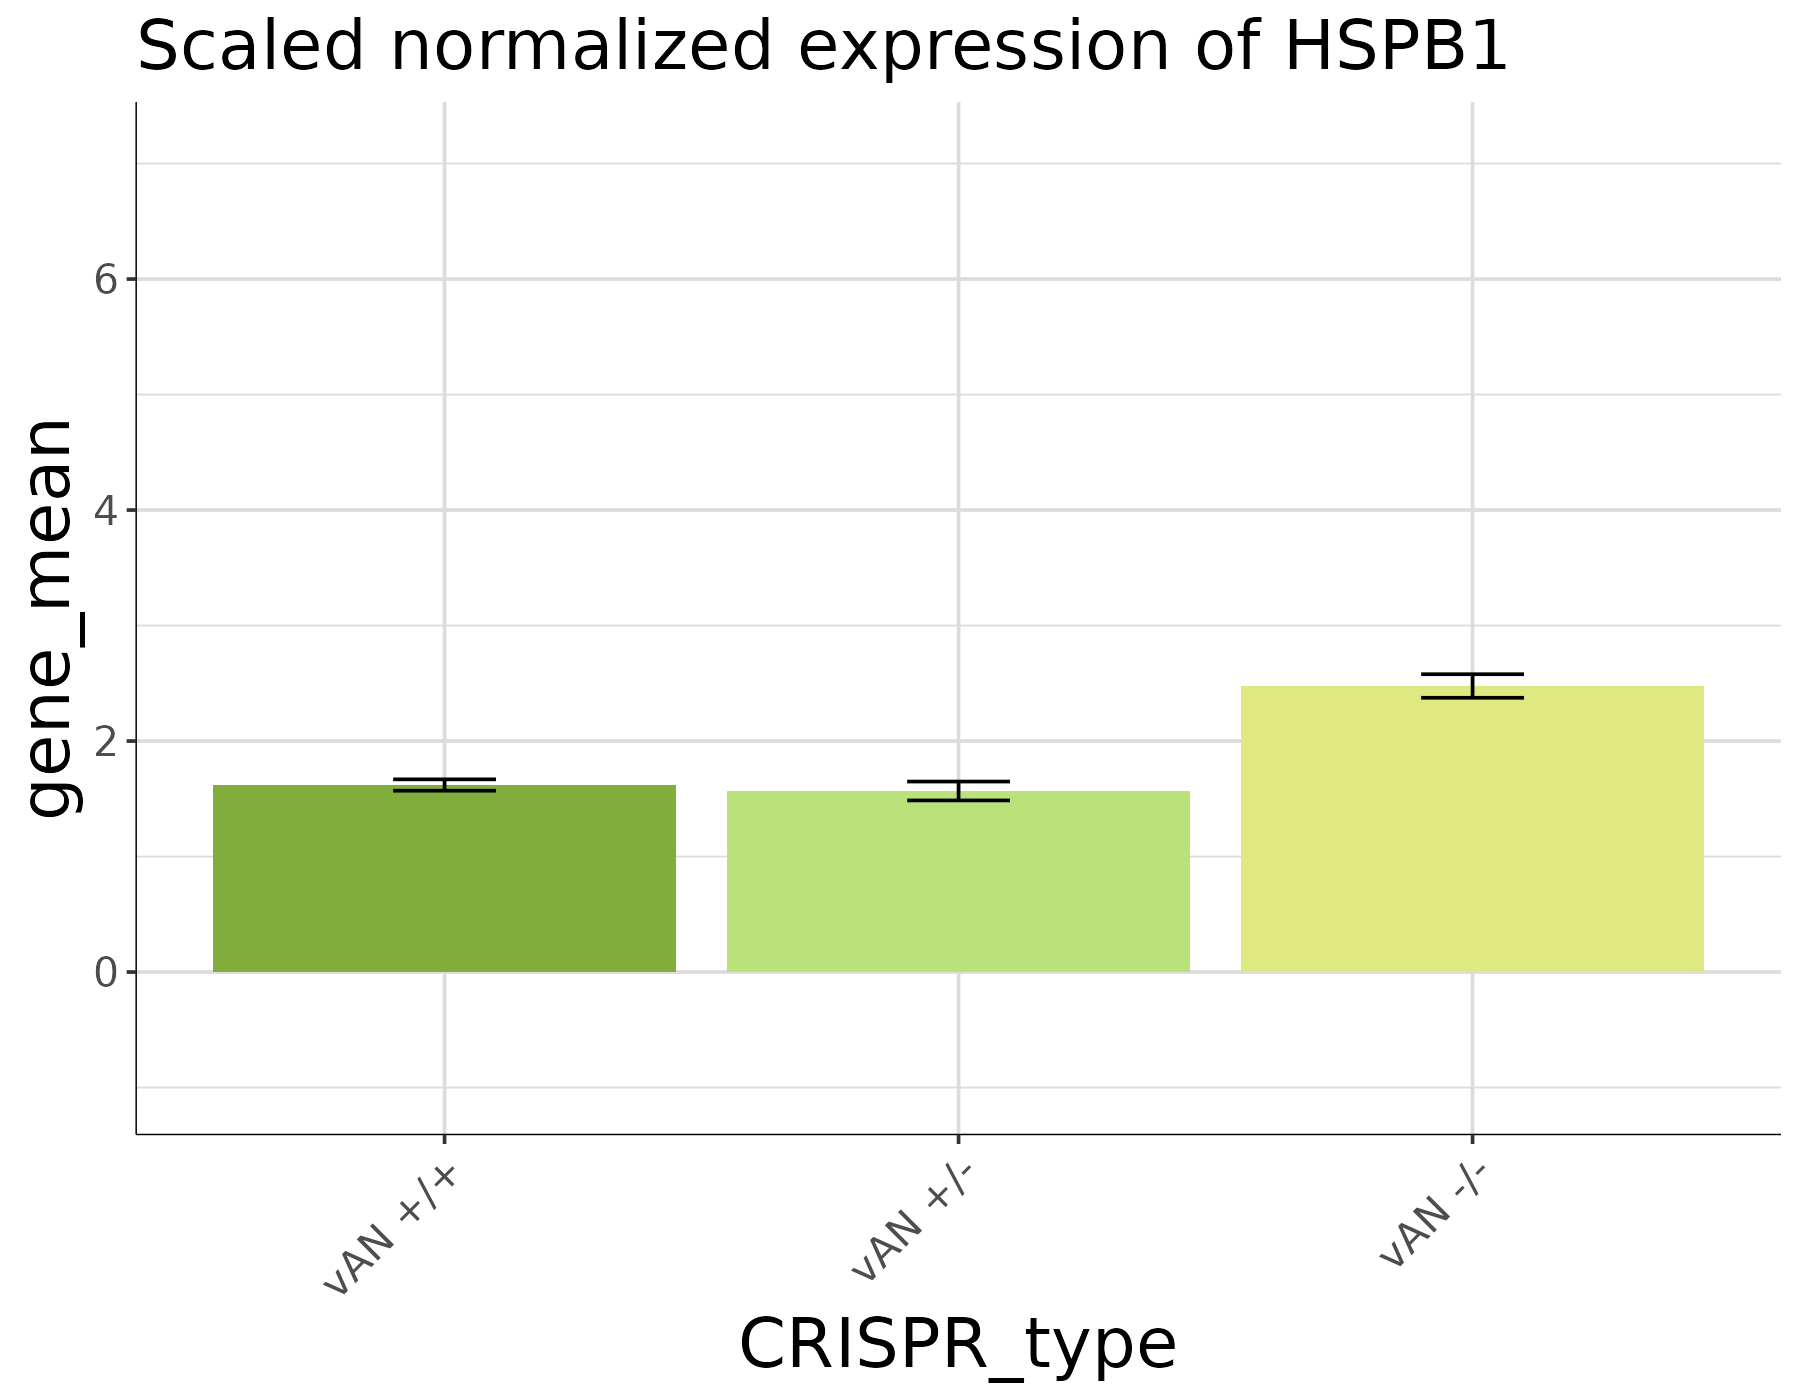 Scaled normalized expression of HSPB1
gene_mean
6
4
2
0
vAN +/+
vAN +/-
vAN -/-
CRISPR_type